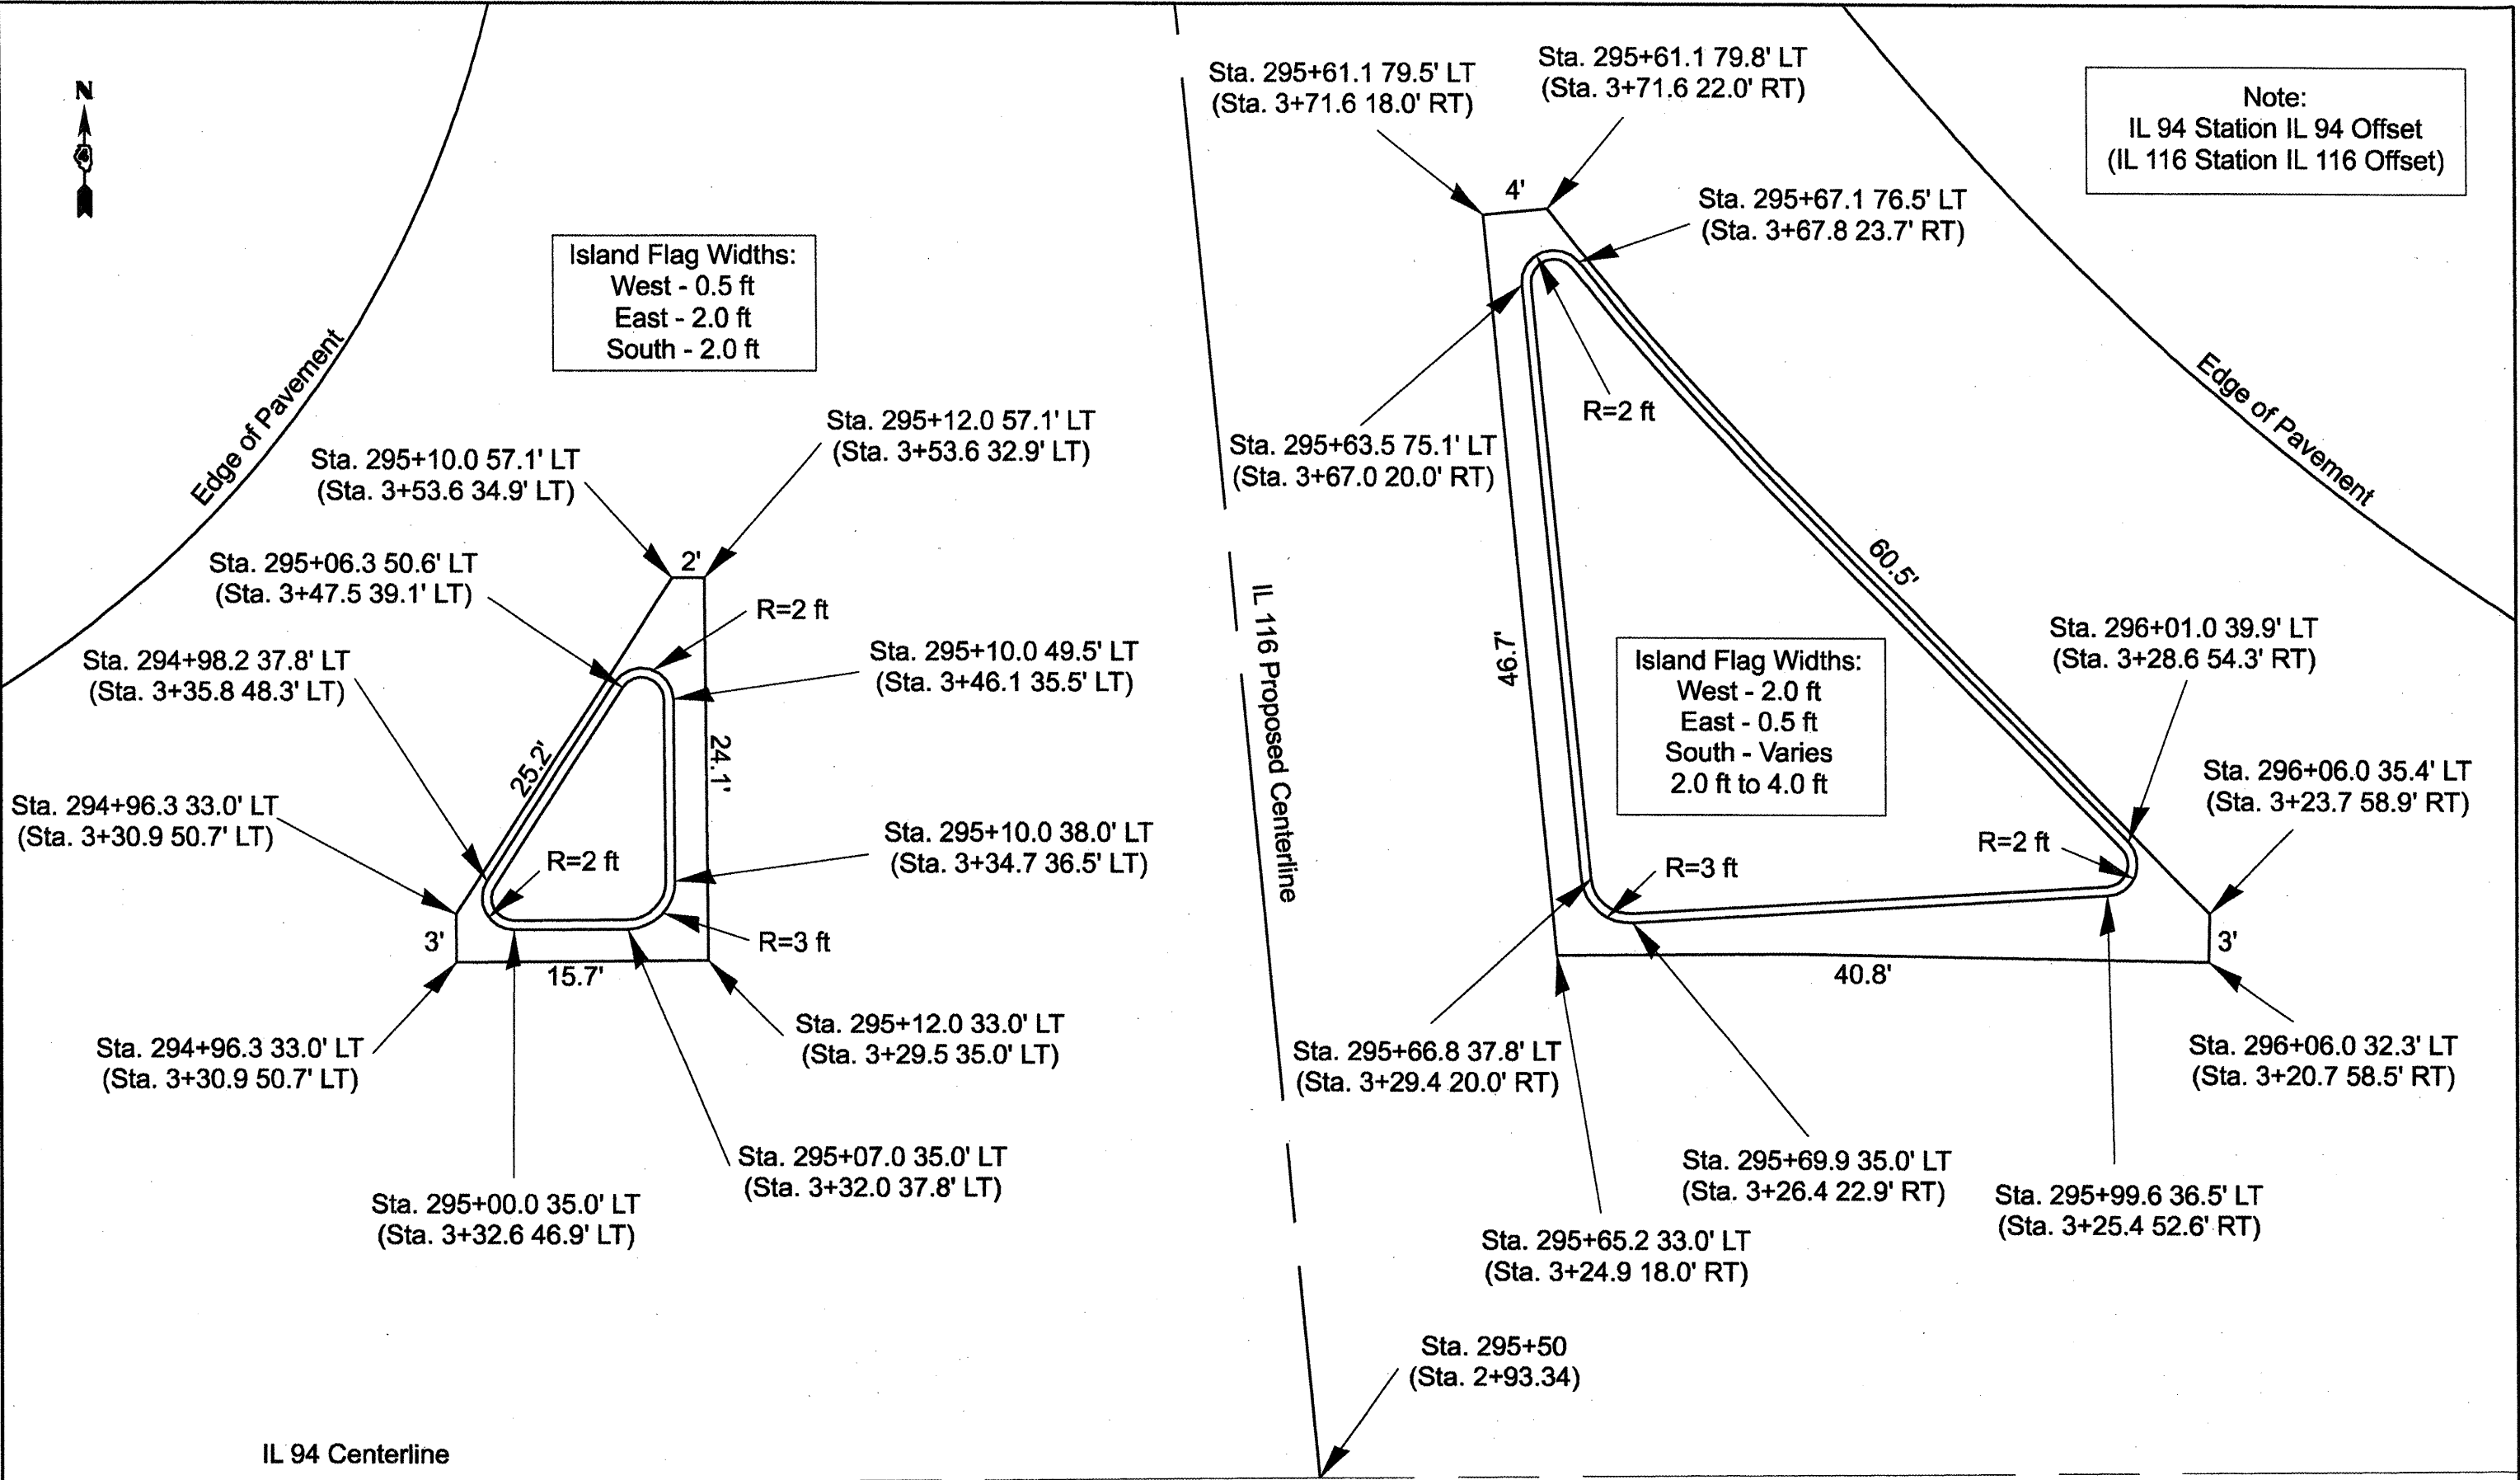 N
4
Edge of Pavement
Island Flag Widths:
West - 0.5 ft
East - 2.0 ft
South - 2.0 ft
Sta. 295+10.0 57.1' LT
(Sta. 3+53.6 34.9' LT)
Sta. 295+12.0 57.1' LT
(Sta. 3+53.6 32.9' LT)
Sta. 295+06.3 50.6' LT
(Sta. 3+47.5 39.1' LT)
2'
R=2 ft
Sta. 294+98.2 37.8' LT
(Sta. 3+35.8 48.3' LT)
Sta. 295+10.0 49.5' LT
(Sta. 3+46.1 35.5' LT)
25.2'
24.1'
Sta. 294+96.3 33.0' LT
(Sta. 3+30.9 50.7' LT)
Sta. 295+10.0 38.0' LT
(Sta. 3+34.7 36.5' LT)
R=2 ft
3'
R=3 ft
15.7'
Sta. 294+96.3 33.0' LT
(Sta. 3+30.9 50.7' LT)
Sta. 295+12.0 33.0' LT
(Sta. 3+29.5 35.0' LT)
Sta. 295+07.0 35.0' LT
(Sta. 3+32.0 37.8' LT)
Sta. 295+00.0 35.0' LT
(Sta. 3+32.6 46.9' LT)
IL 94 Centerline
IL 116 Proposed Centerline
Sta. 295+61.1 79.5' LT
(Sta. 3+71.6 18.0' RT)
Sta. 295+61.1 79.8' LT
(Sta. 3+71.6 22.0' RT)
Note:
IL 94 Station IL 94 Offset
(IL 116 Station IL 116 Offset)
4'
Sta. 295+67.1 76.5' LT
(Sta. 3+67.8 23.7' RT)
R=2 ft
Sta. 295+63.5 75.1' LT
(Sta. 3+67.0 20.0' RT)
Edge of Pavement
60.5'
46.7'
Island Flag Widths:
West - 2.0 ft
East - 0.5 ft
South - Varies
2.0 ft to 4.0 ft
Sta. 296+01.0 39.9' LT
(Sta. 3+28.6 54.3' RT)
Sta. 296+06.0 35.4' LT
(Sta. 3+23.7 58.9' RT)
R=2 ft
R=3 ft
3'
40.8'
Sta. 295+66.8 37.8' LT
(Sta. 3+29.4 20.0' RT)
Sta. 296+06.0 32.3' LT
(Sta. 3+20.7 58.5' RT)
Sta. 295+69.9 35.0' LT
(Sta. 3+26.4 22.9' RT)
Sta. 295+99.6 36.5' LT
(Sta. 3+25.4 52.6' RT)
Sta. 295+65.2 33.0' LT
(Sta. 3+24.9 18.0' RT)
Sta. 295+50
(Sta. 2+93.34)